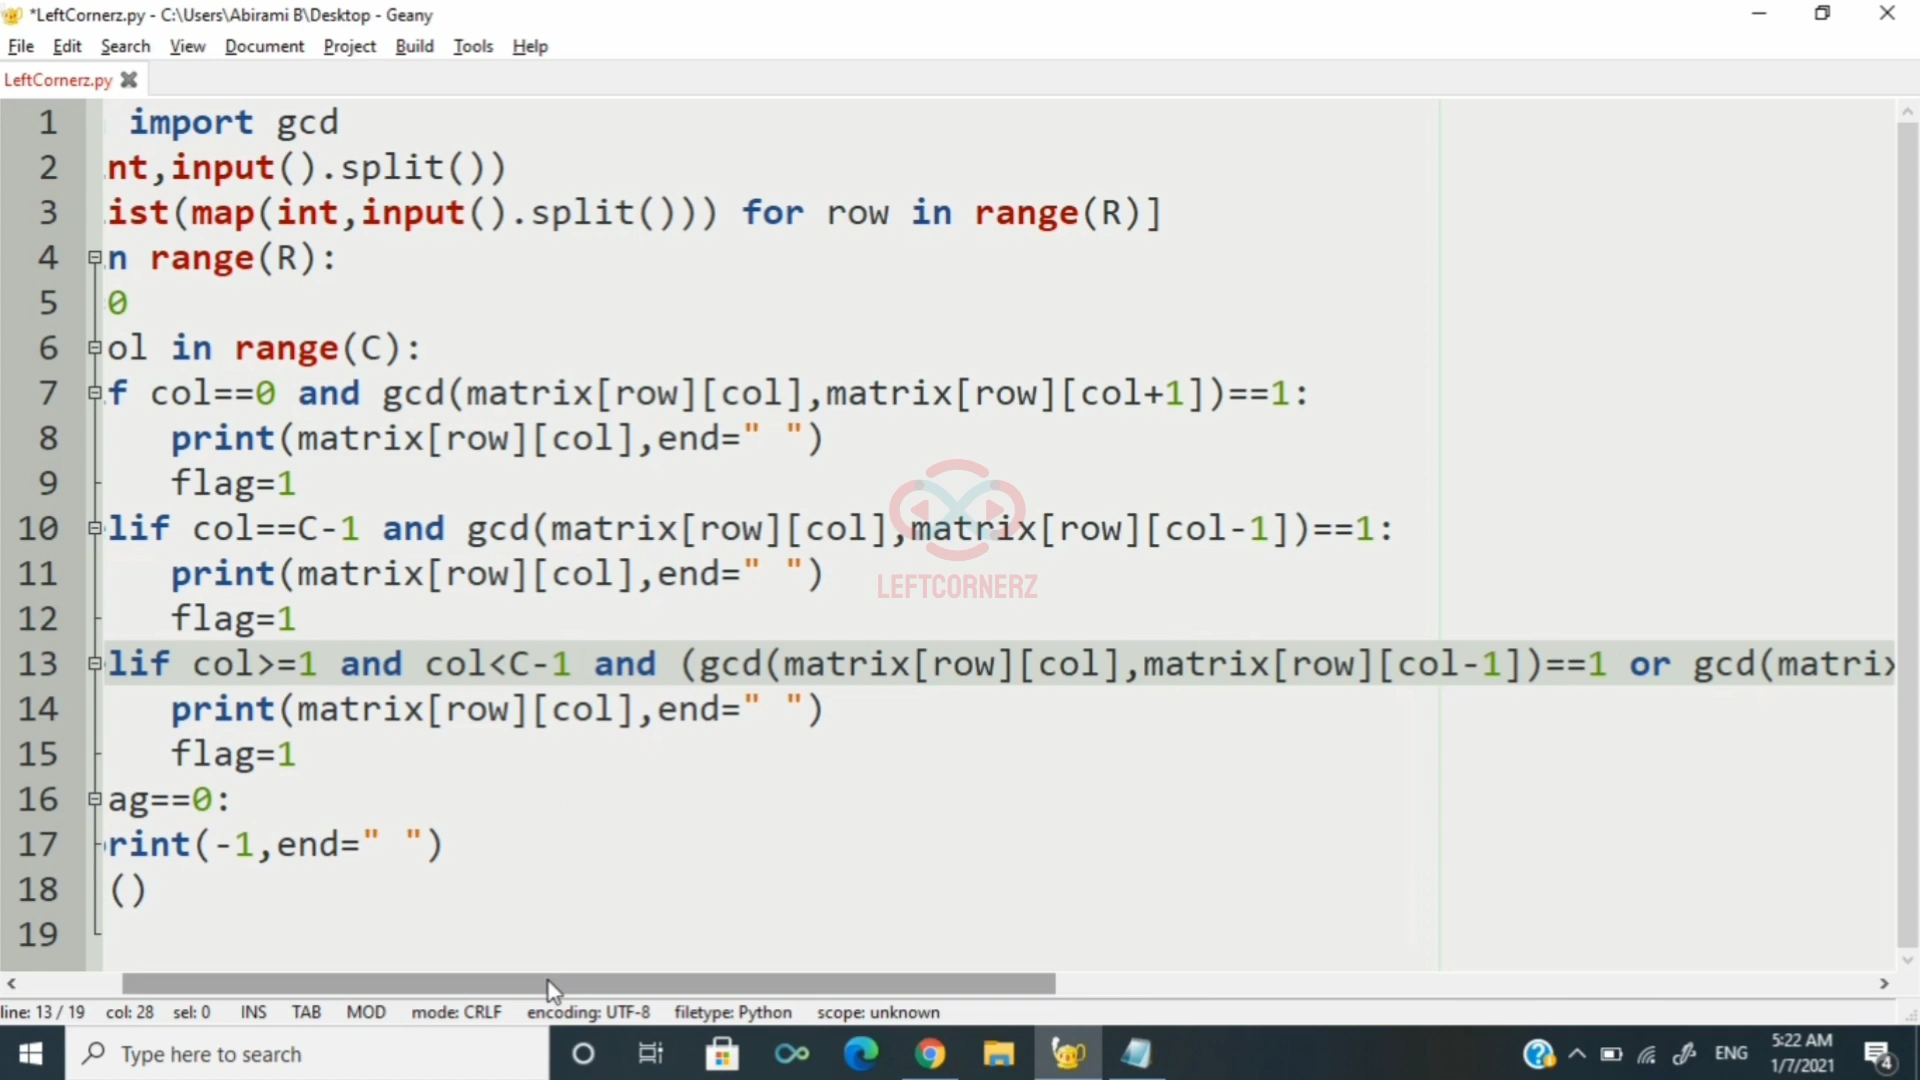 *LeftCornerz.py - C:\Users\Abirami B\Desktop - Geany
File Edit Search View Document Project Build Tools Help
LeftCornerz.py
1 import gcd
2 nt,input().split())
3 ist(map(int,input().split())) for row in range(R)]
4 n range(R):
5 0
6 ol in range(C):
7 f col==0 and gcd(matrix[row][col],matrix[row][col+1])==1:
8 print(matrix[row][col],end=" ")
9 flag=1
10 lif col==C-1 and gcd(matrix[row][col],matrix[row][col-1])==1:
11 print(matrix[row][col],end=" ")
12 flag=1
13 lif col>=1 and col<C-1 and (gcd(matrix[row][col],matrix[row][col-1])==1 or gcd(matrix
14 print(matrix[row][col],end=" ")
15 flag=1
16 ag==0:
17 rint(-1,end=" ")
18 ()
19
LEFTCORNERZ
line: 13 / 19 col: 28 sel: 0 INS TAB MOD mode: CRLF encoding: UTF-8 filetype: Python scope: unknown
Type here to search
ENG
5:22 AM
1/7/2021
4